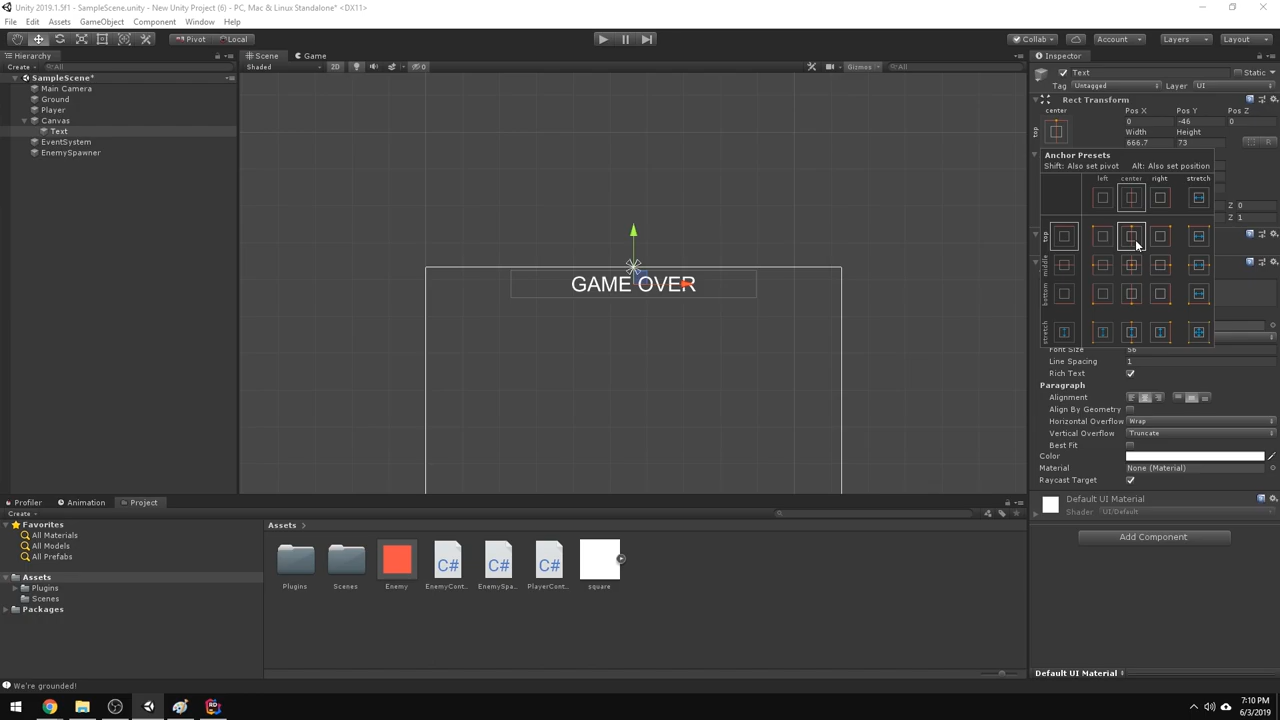 Unity 2019.1.5f1 - SampleScene.unity - New Unity Project (6) - PC, Mac & Linux Standalone* <DX11>
File Edit Assets GameObject Component Window Help
Pivot Local Collab Account Layers Layout
Hierarchy
Scene Game
Inspector
Create All
Shaded 2D 0 Gizmos All
Text Static
SampleScene*
Tag Untagged Layer UI
Main Camera
Ground
Player
Canvas
Text
EventSystem
EnemySpawner
Rect Transform
center
top
Pos X Pos Y Pos Z
0 -46 0
Width Height
666.7 73
R
Anchor Presets
Shift: Also set pivot Alt: Also set position
left center right stretch
top
middle
bottom
stretch
Z 0
Z 1
GAME OVER
Font Size 56
Line Spacing 1
Rich Text
Paragraph
Alignment
Align By Geometry
Horizontal Overflow Wrap
Vertical Overflow Truncate
Best Fit
Color
Material None (Material)
Raycast Target
Default UI Material
Shader UI/Default
Add Component
Profiler Animation Project
Create
Favorites
All Materials
All Models
All Prefabs
Assets
Plugins
Scenes
Packages
Assets
C# C# C#
Plugins Scenes Enemy EnemyCont... EnemySpa... PlayerCont... square
We're grounded!
Default UI Material
7:10 PM
6/3/2019